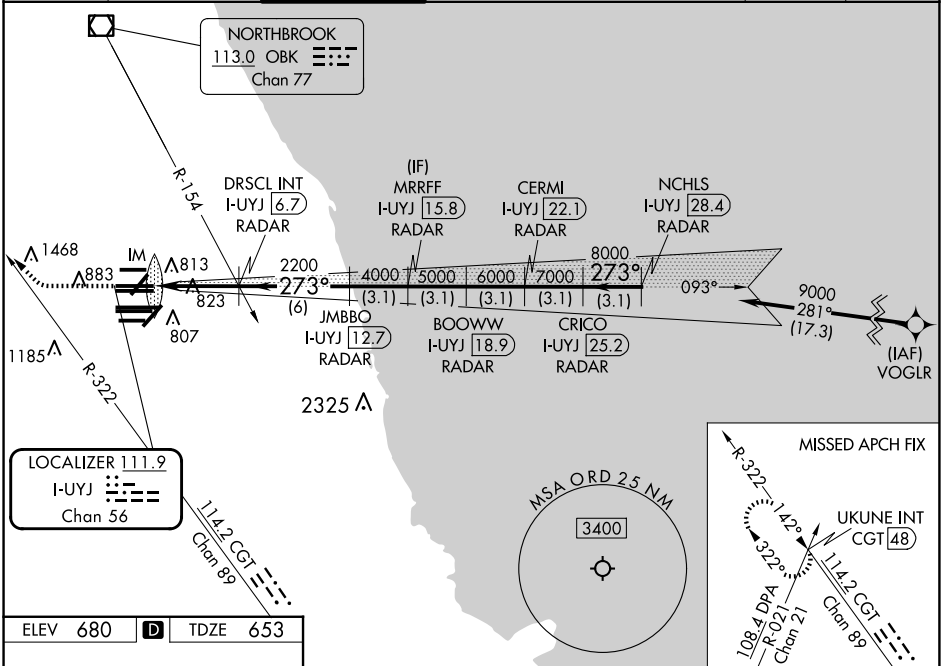 NORTHBROOK
113.0 OBK
Chan 77
R-154
DRSCL INT
I-UYJ 6.7
RADAR
(IF)
MRRFF
I-UYJ 15.8
RADAR
CERMI
I-UYJ 22.1
RADAR
NCHLS
I-UYJ 28.4
RADAR
1468
883
IM
813
823
807
1185
2200
273°
(6)
4000
(3.1)
5000
(3.1)
6000
(3.1)
7000
(3.1)
8000
273°
(3.1)
093°
9000
281°
(17.3)
(IAF)
VOGLR
JMBBO
I-UYJ 12.7
RADAR
BOOWW
I-UYJ 18.9
RADAR
CRICO
I-UYJ 25.2
RADAR
2325
R-322
LOCALIZER 111.9
I-UYJ
Chan 56
114.2 CGT
Chan 89
MSA ORD 25 NM
3400
MISSED APCH FIX
R-322
142°
322°
UKUNE INT
CGT 48
114.2 CGT
Chan 89
108.4 DPA
R-021
Chan 21
ELEV 680 D TDZE 653